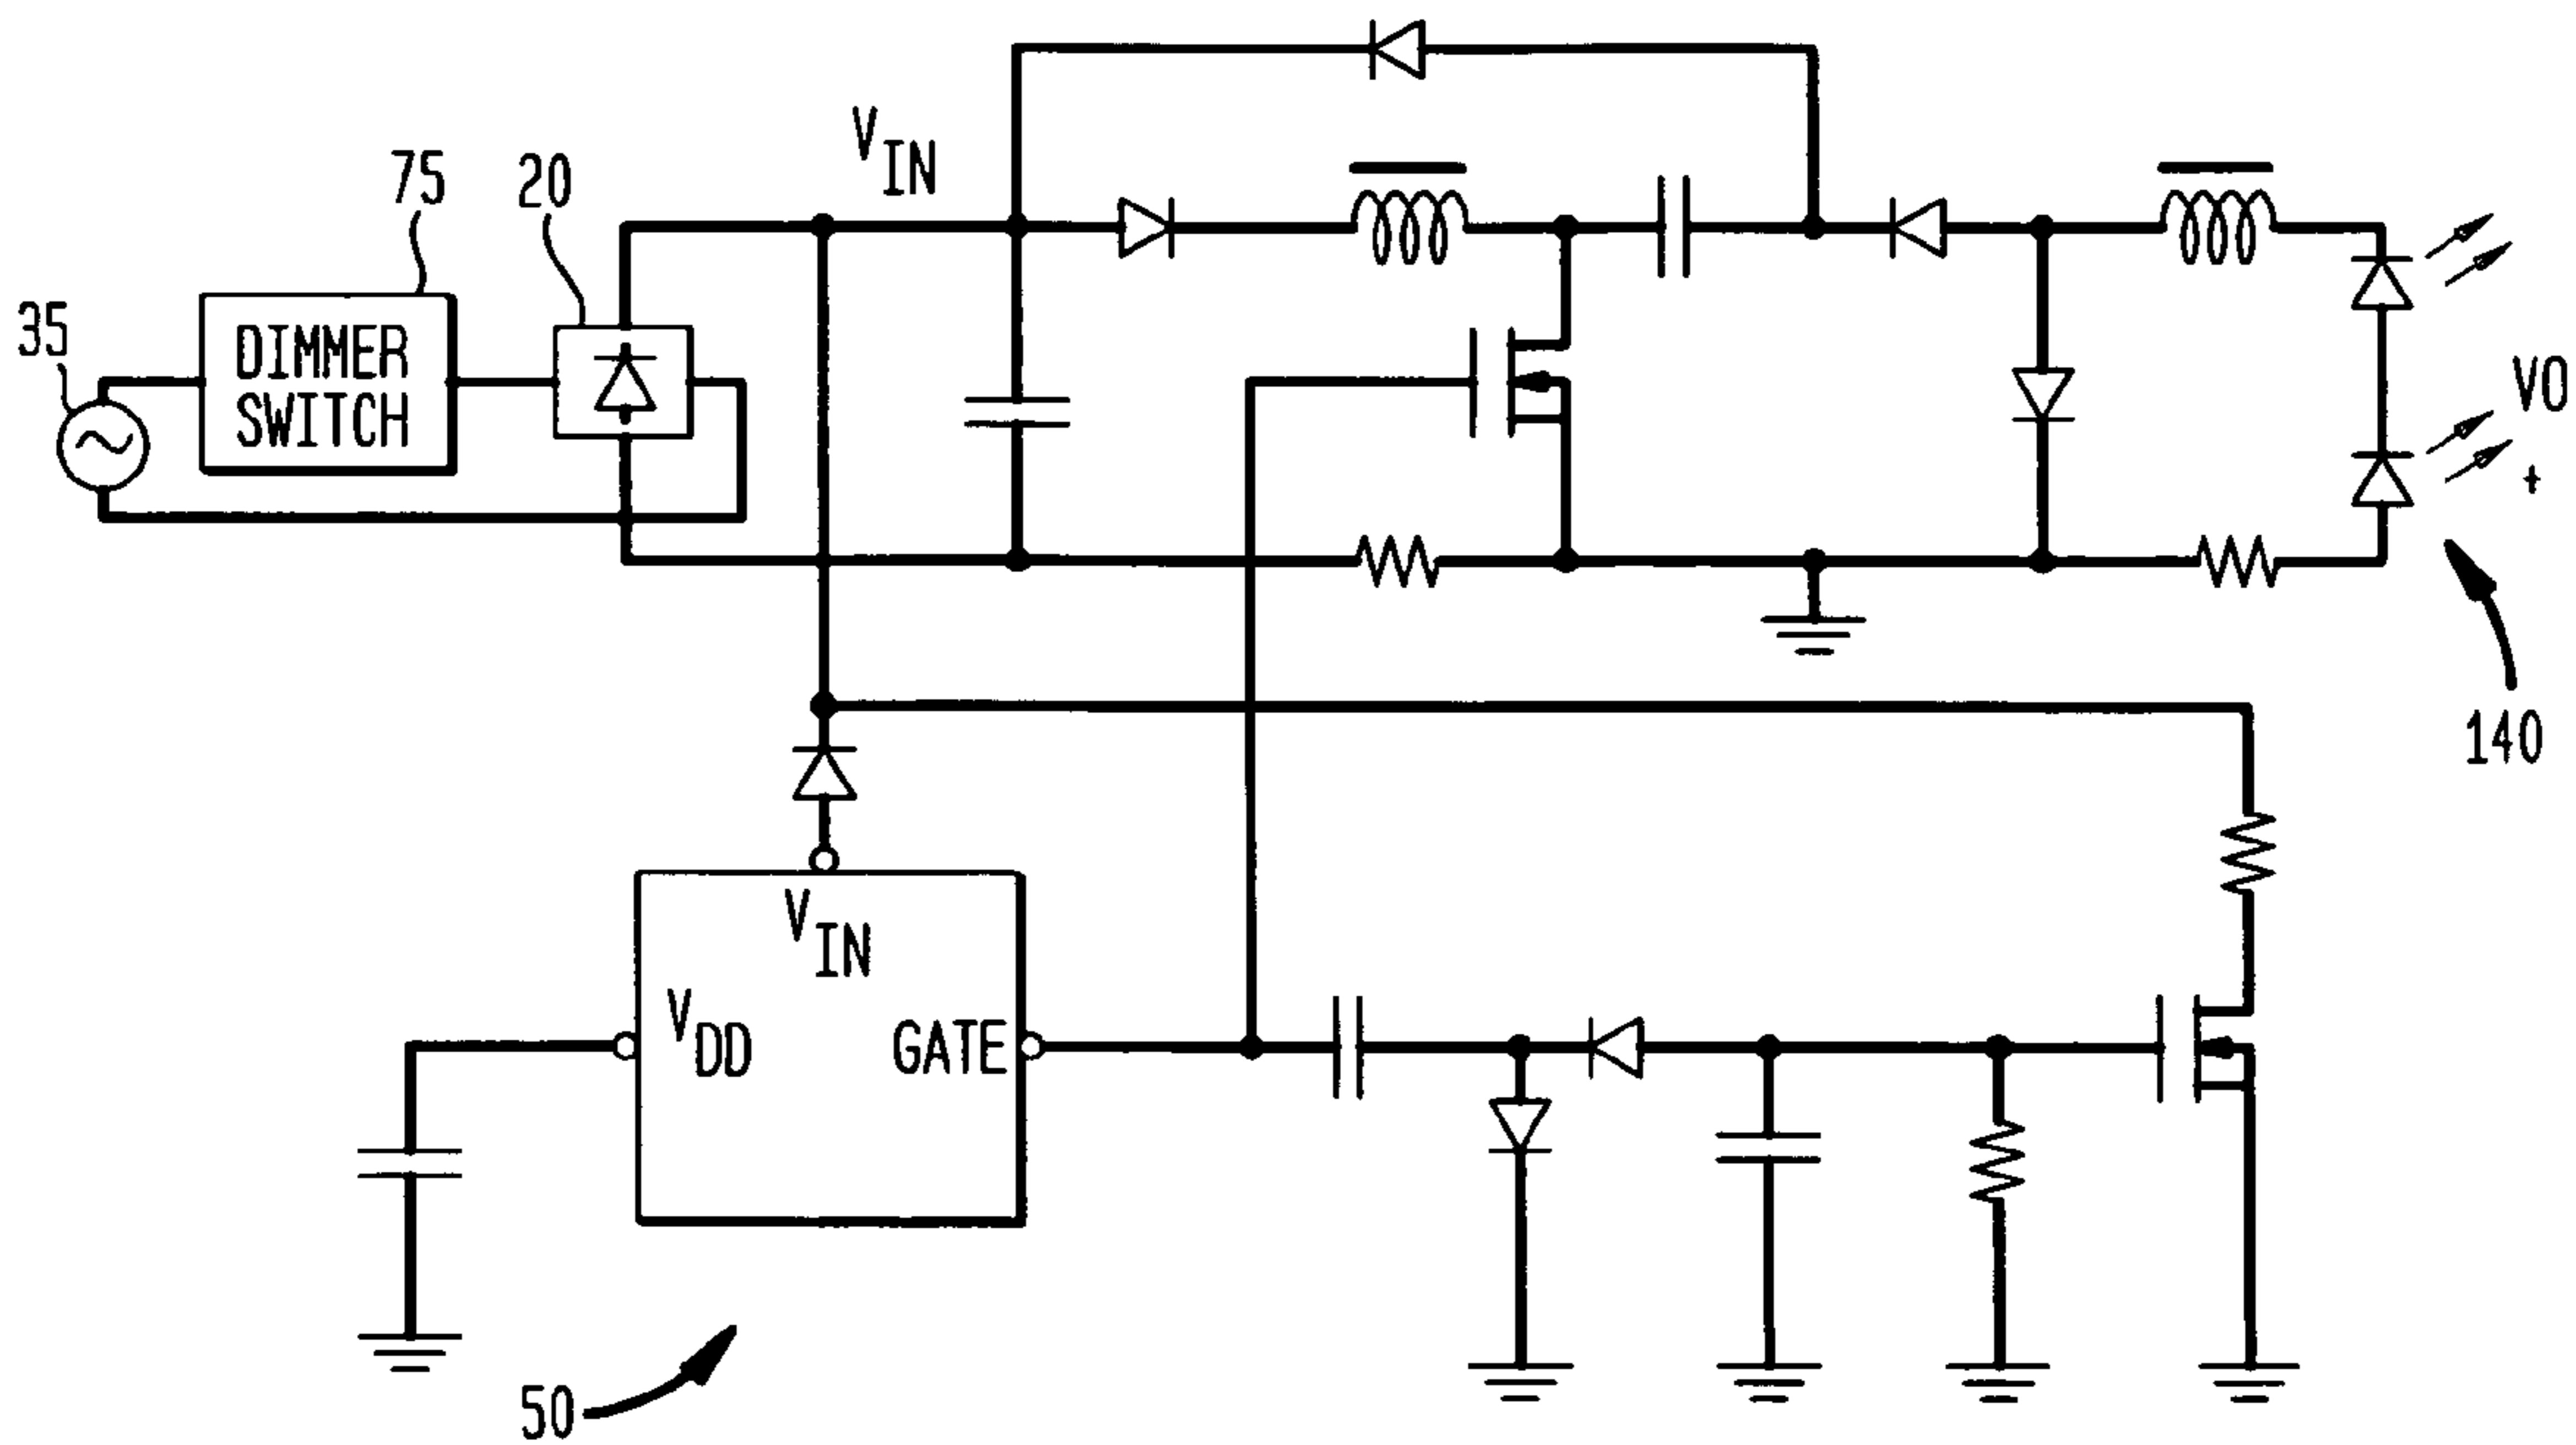 V IN
75
20
35
DIMMER
SWITCH
VO
+
140
V IN
V DD
GATE
50